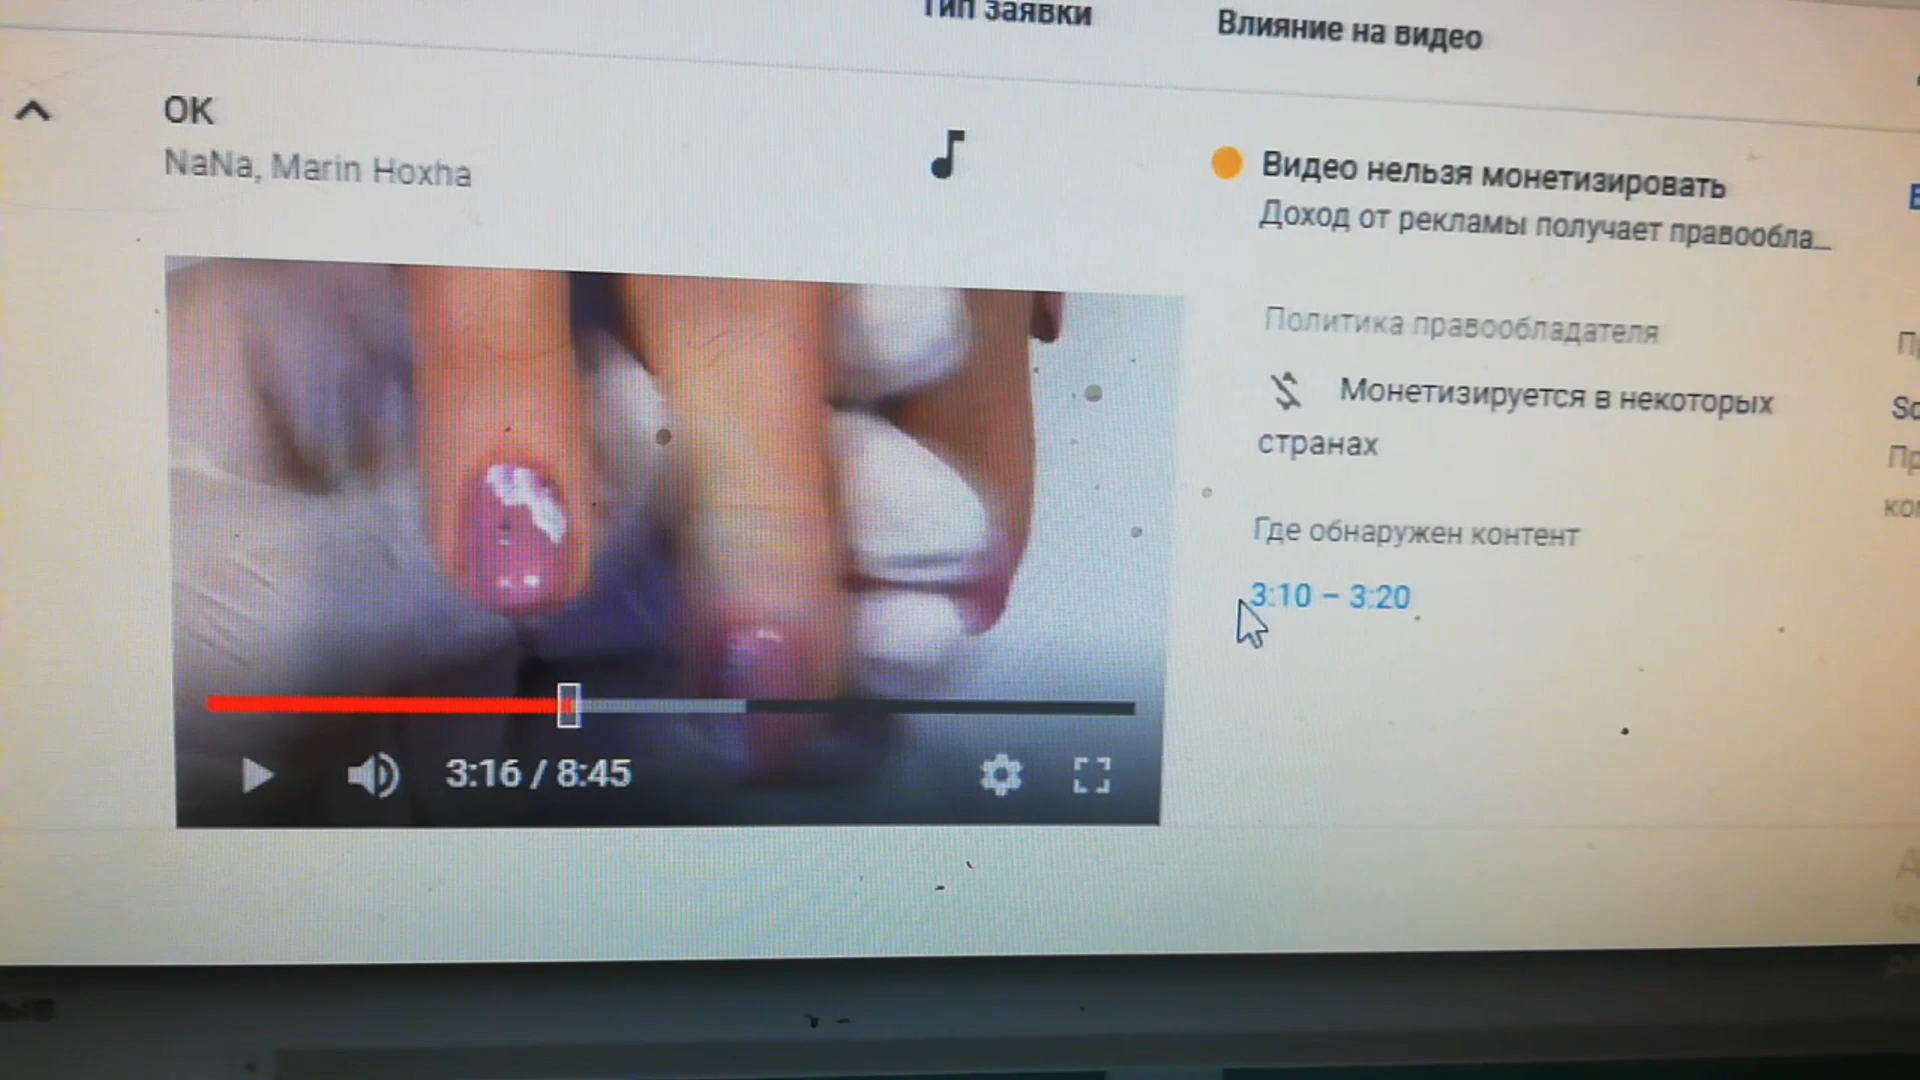 Тип заявки
Влияние на видео
OK
NaNa, Marin Hoxha
Видео нельзя монетизировать
Доход от рекламы получает правообла...
Политика правообладателя
Монетизируется в некоторых
странах
Где обнаружен контент
3:10 – 3:20
3:16 / 8:45